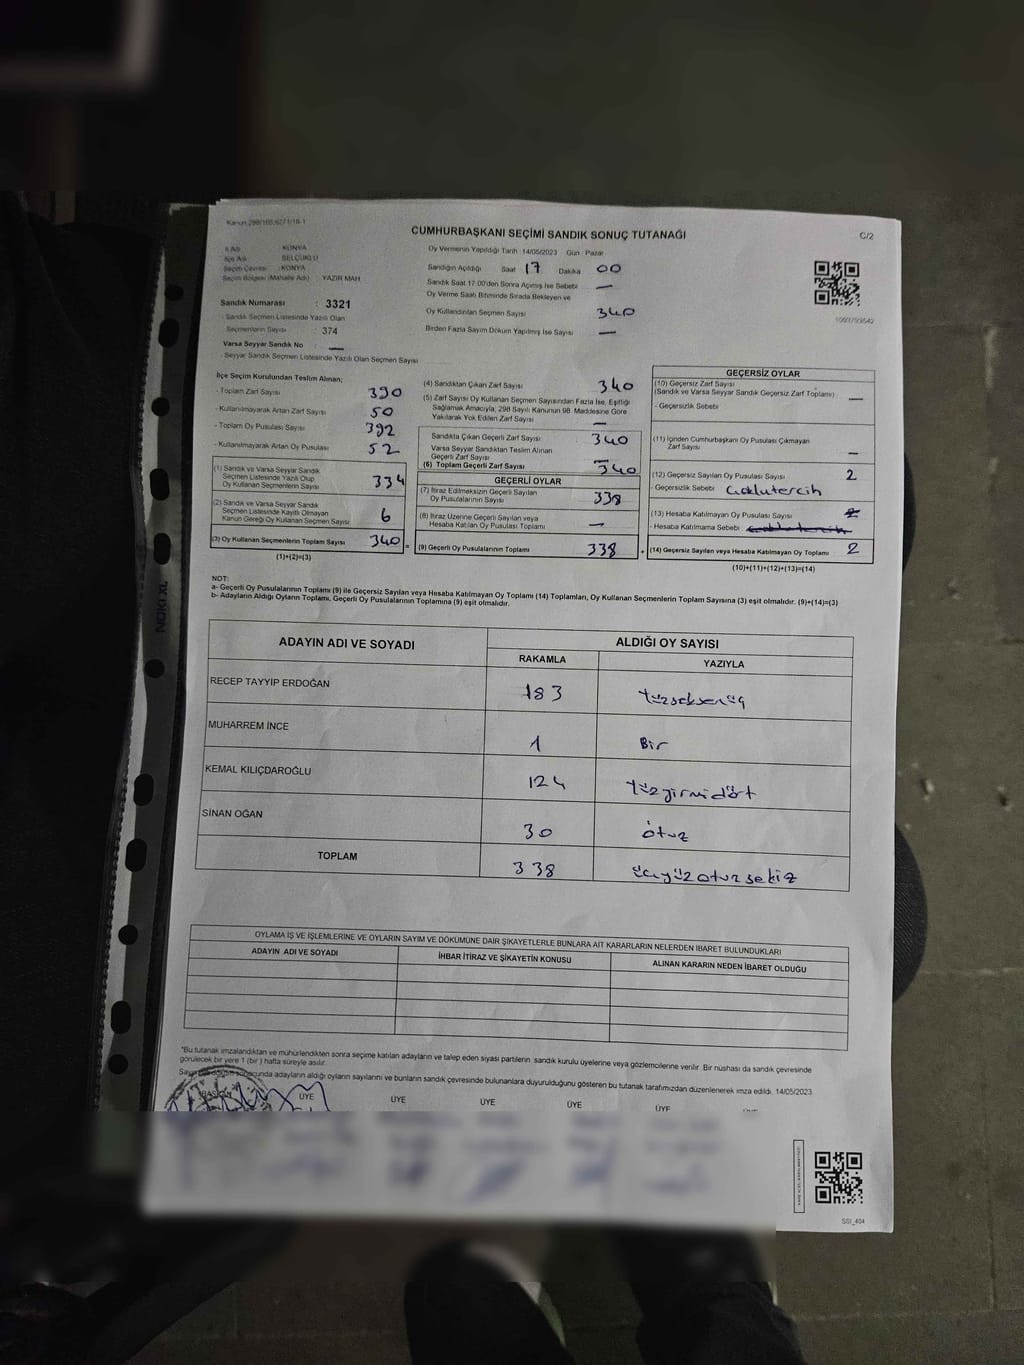 Kanun 298/105,6271/18-1
CUMHURBAŞKANI SEÇİMİ SANDIK SONUÇ TUTANAĞI
C/2
İl Adı : KONYA
İlçe Adı : SELÇUKLU
Seçim Çevresi : KONYA
Seçim Bölgesi (Mahalle Adı) YAZIR MAH
Sandık Numarası : 3321
- Sandık Seçmen Listesinde Yazılı Olan
Seçmenlerin Sayısı : 374
Varsa Seyyar Sandık No —
- Seyyar Sandık Seçmen Listesinde Yazılı Olan Seçmen Sayısı
Oy Vermenin Yapıldığı Tarih :14/05/2023 Gün : Pazar
Sandığın Açıldığı Saat 17 Dakika 00
Sandık Saat 17.00'den Sonra Açılmış İse Sebebi —
Oy Verme Saati Bitiminde Sırada Bekleyen ve
Oy Kullandırılan Seçmen Sayısı 340
Birden Fazla Sayım Döküm Yapılmış İse Sayısı —
İlçe Seçim Kurulundan Teslim Alınan;
- Toplam Zarf Sayısı 390
- Kullanılmayarak Artan Zarf Sayısı 50
- Toplam Oy Pusulası Sayısı 392
- Kullanılmayarak Artan Oy Pusulası 52
(1) Sandık ve Varsa Seyyar Sandık
Seçmen Listesinde Yazılı Olup
Oy Kullanan Seçmenlerin Sayısı 334
(2) Sandık ve Varsa Seyyar Sandık
Seçmen Listesinde Kayıtlı Olmayan
Kanun Gereği Oy Kullanan Seçmen Sayısı 6
(3) Oy Kullanan Seçmenlerin Toplam Sayısı 340 =
(1)+(2)=(3)
(4) Sandıktan Çıkan Zarf Sayısı 340
(5) Zarf Sayısı Oy Kullanan Seçmen Sayısından Fazla İse, Eşitliği
Sağlamak Amacıyla; 298 Sayılı Kanunun 98. Maddesine Göre
Yakılarak Yok Edilen Zarf Sayısı —
Sandıkta Çıkan Geçerli Zarf Sayısı 340
Varsa Seyyar Sandıktan Teslim Alınan
Geçerli Zarf Sayısı —
(6) Toplam Geçerli Zarf Sayısı 340
GEÇERLİ OYLAR
(7) İtiraz Edilmeksizin Geçerli Sayılan
Oy Pusulalarının Sayısı 338
(8) İtiraz Üzerine Geçerli Sayılan veya
Hesaba Katılan Oy Pusulası Toplamı —
(9) Geçerli Oy Pusulalarının Toplamı 338 +
GEÇERSİZ OYLAR
(10) Geçersiz Zarf Sayısı
(Sandık ve Varsa Seyyar Sandık Geçersiz Zarf Toplamı) —
- Geçersizlik Sebebi
(11) İçinden Cumhurbaşkanı Oy Pusulası Çıkmayan
Zarf Sayısı —
(12) Geçersiz Sayılan Oy Pusulası Sayısı 2
- Geçersizlik Sebebi Çoklutercih
(13) Hesaba Katılmayan Oy Pusulası Sayısı
- Hesaba Katılmama Sebebi
(14) Geçersiz Sayılan veya Hesaba Katılmayan Oy Toplamı 2
(10)+(11)+(12)+(13)=(14)
NOT:
a- Geçerli Oy Pusulalarının Toplamı (9) ile Geçersiz Sayılan veya Hesaba Katılmayan Oy Toplamı (14) Toplamları, Oy Kullanan Seçmenlerin Toplam Sayısına (3) eşit olmalıdır. (9)+(14)=(3)
b- Adayların Aldığı Oyların Toplamı, Geçerli Oy Pusulalarının Toplamına (9) eşit olmalıdır.
ADAYIN ADI VE SOYADI ALDIĞI OY SAYISI
RAKAMLA YAZIYLA
RECEP TAYYIP ERDOĞAN 183 Yüzseksenüç
MUHARREM İNCE 1 Bir
KEMAL KILIÇDAROĞLU 124 Yüzyirmidört
SİNAN OĞAN 30 Otuz
TOPLAM 338 üçyüzotuzsekiz
OYLAMA İŞ VE İŞLEMLERİNE VE OYLARIN SAYIM VE DÖKÜMÜNE DAİR ŞİKAYETLERLE BUNLARA AİT KARARLARIN NELERDEN İBARET BULUNDUKLARI
ADAYIN ADI VE SOYADI İHBAR İTİRAZ VE ŞİKAYETİN KONUSU ALINAN KARARIN NEDEN İBARET OLDUĞU
"Bu tutanak imzalandıktan ve mühürlendikten sonra seçime katılan adayların ve talep eden siyasi partilerin sandık kurulu üyelerine veya gözlemcilerine verilir. Bir nüshası da sandık çevresinde
görülecek bir yere 1 (bir ) hafta süreyle asılır.
sonucunda adayların aldığı oyların sayılarını ve bunların sandık çevresinde bulunanlara duyurulduğunu gösteren bu tutanak tarafımızdan düzenlenerek imza edildi. 14/05/2023
BAŞKAN ÜYE ÜYE ÜYE ÜYE ÜYE
NOKI XL
SSI_404